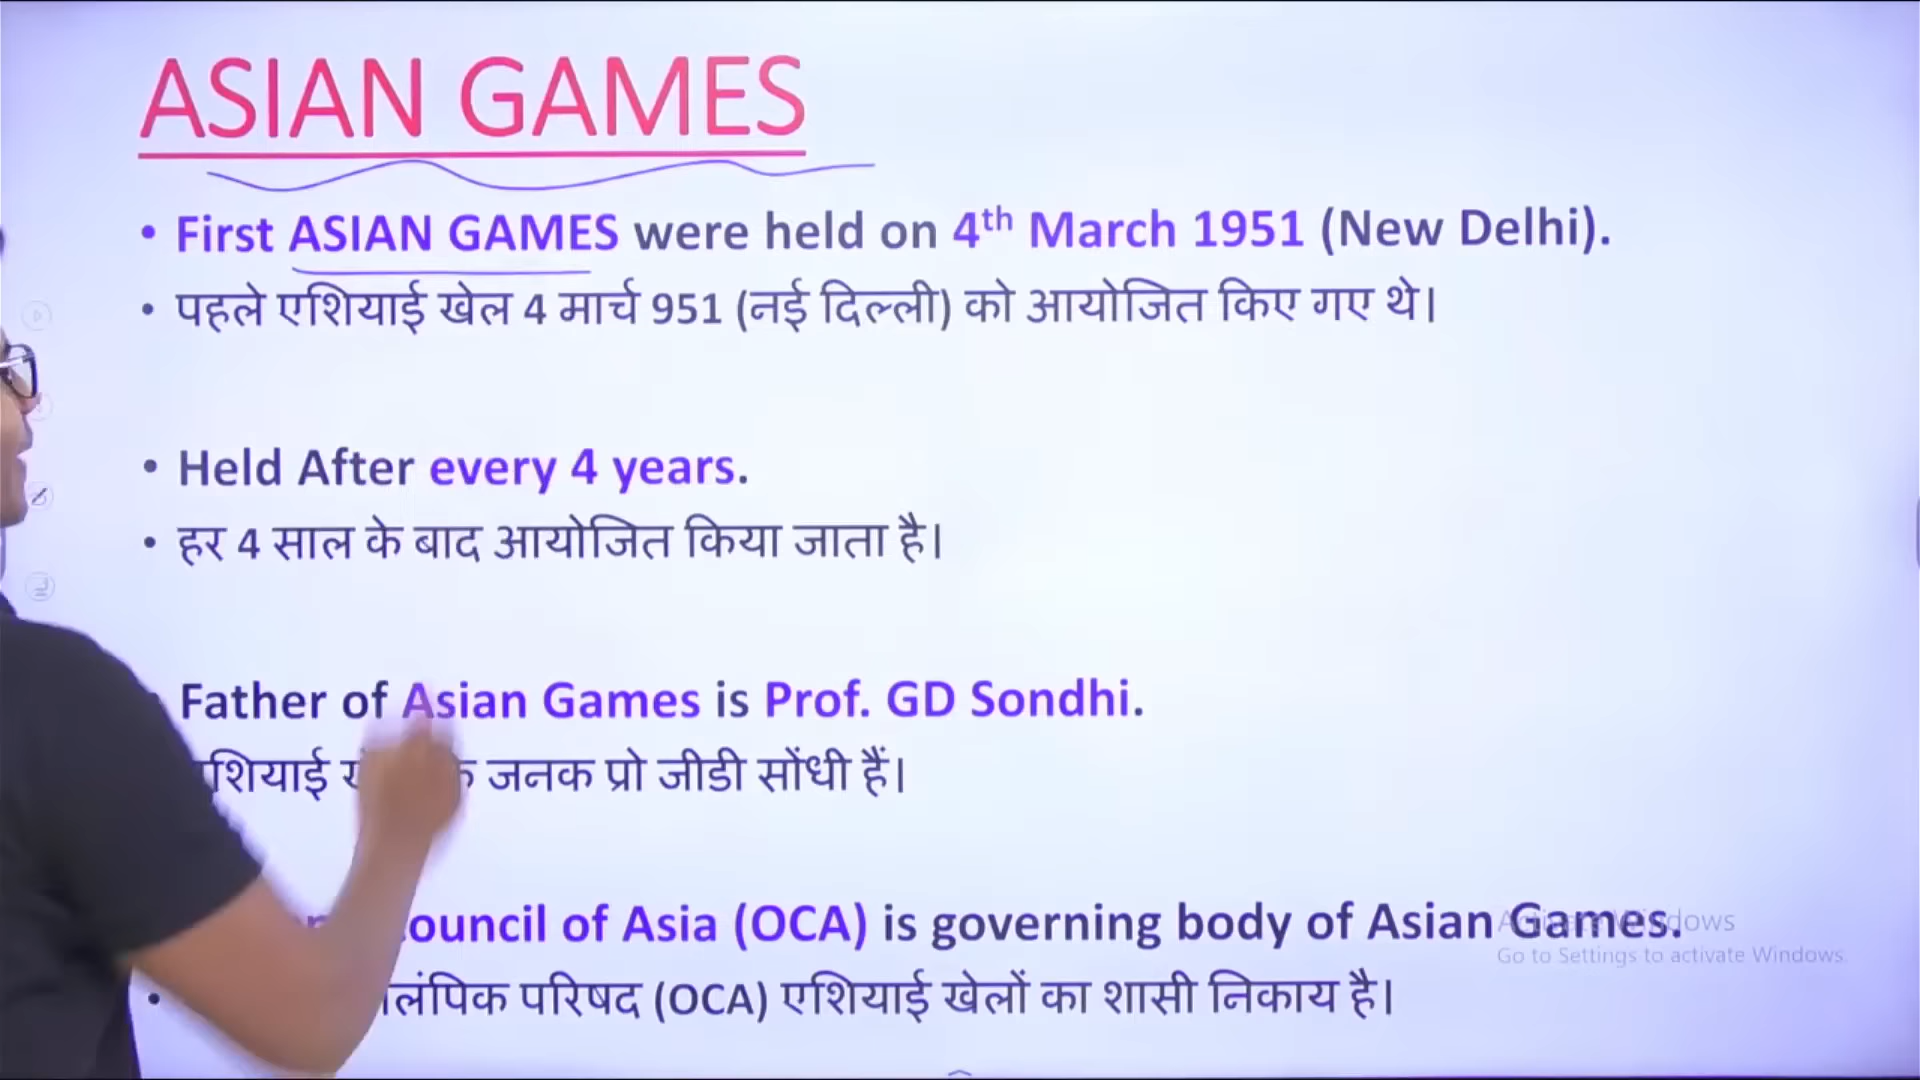 ASIAN GAMES
• First ASIAN GAMES were held on 4th March 1951 (New Delhi).
• पहले एशियाई खेल 4 मार्च 951 (नई दिल्ली) को आयोजित किए गए थे।
• Held After every 4 years.
• हर 4 साल के बाद आयोजित किया जाता है।
Father of Asian Games is Prof. GD Sondhi.
जनक प्रो जीडी सोंधी हैं।
of Asia (OCA) is governing body of Asian Games.
• परिषद (OCA) एशियाई खेलों का शासी निकाय है।
Activate Windows
Go to Settings to activate Windows.